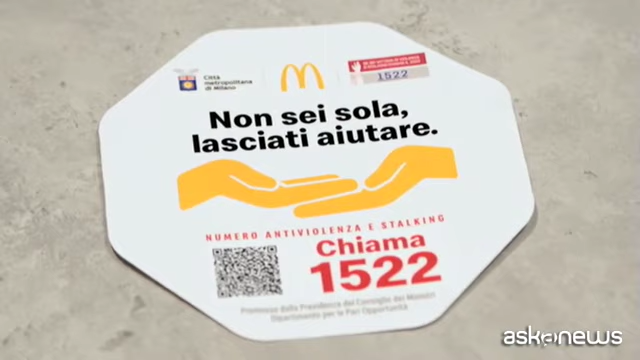 Città
metropolitana
di Milano
1522
Non sei sola,
lasciati aiutare.
NUMERO ANTIVIOLENZA E STALKING
Chiama
1522
Promosso dalla Presidenza del Consiglio dei Ministri
Dipartimento per le Pari Opportunità
askanews